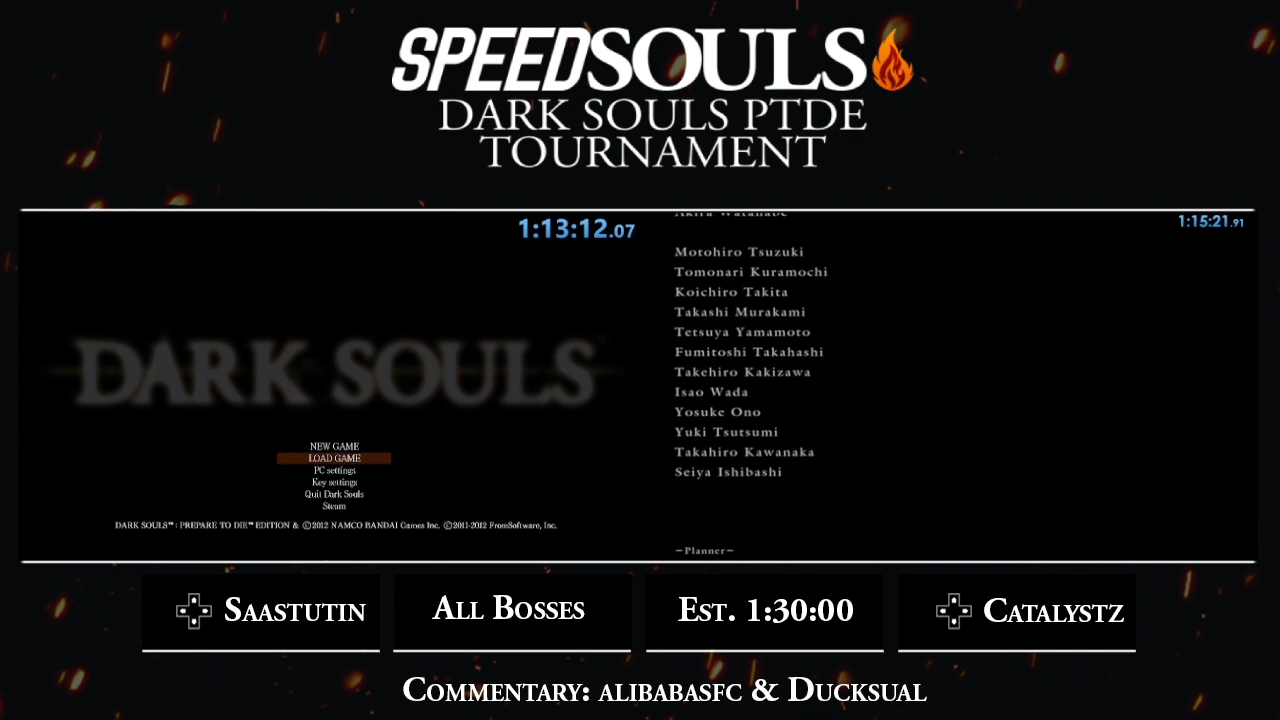 SPEEDSOULS
DARK SOULS PTDE
TOURNAMENT
1:13:12.07
DARK SOULS
NEW GAME
LOAD GAME
PC settings
Key settings
Quit Dark Souls
Steam
DARK SOULS™ : PREPARE TO DIE™ EDITION & ©2012 NAMCO BANDAI Games Inc. ©2011-2012 FromSoftware, Inc.
1:15:21.91
Akira Watanabe
Motohiro Tsuzuki
Tomonari Kuramochi
Koichiro Takita
Takashi Murakami
Tetsuya Yamamoto
Fumitoshi Takahashi
Takehiro Kakizawa
Isao Wada
Yosuke Ono
Yuki Tsutsumi
Takahiro Kawanaka
Seiya Ishibashi
-Planner-
Saastutin
All Bosses
Est. 1:30:00
Catalystz
Commentary: alibabasfc & Ducksual